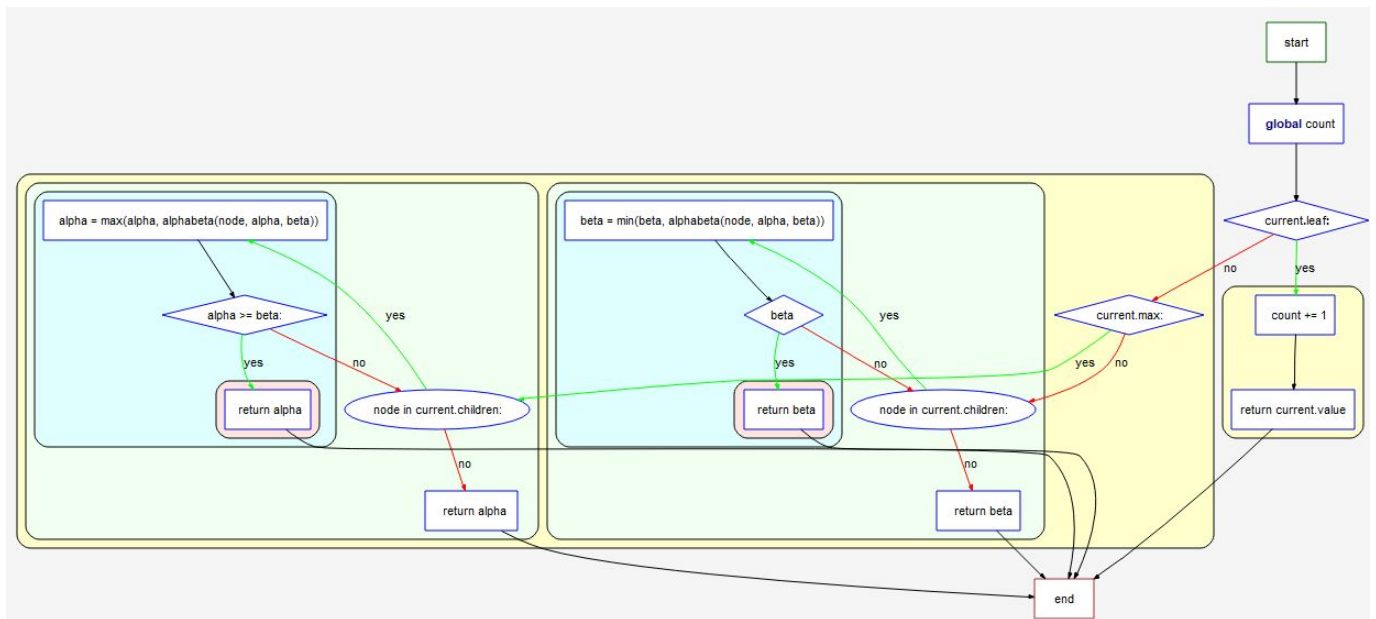 start
global count
alpha = max(alpha, alphabeta(node, alpha, beta))
beta = min(beta, alphabeta(node, alpha, beta))
current.leaf:
no
yes
alpha >= beta:
yes
beta
yes
current.max:
count += 1
yes
no
yes
no
yes
no
return alpha
node in current.children:
return beta
node in current.children:
return current.value
no
no
return alpha
return beta
end